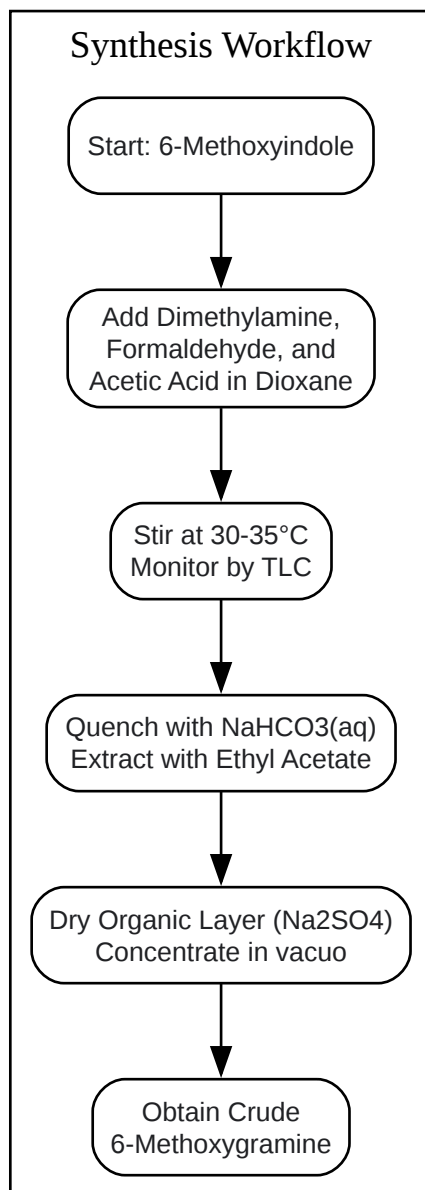 Synthesis Workflow
Start: 6-Methoxyindole
Add Dimethylamine,
Formaldehyde, and
Acetic Acid in Dioxane
Stir at 30-35°C
Monitor by TLC
Quench with NaHCO3(aq)
Extract with Ethyl Acetate
Dry Organic Layer (Na2SO4)
Concentrate in vacuo
Obtain Crude
6-Methoxygramine